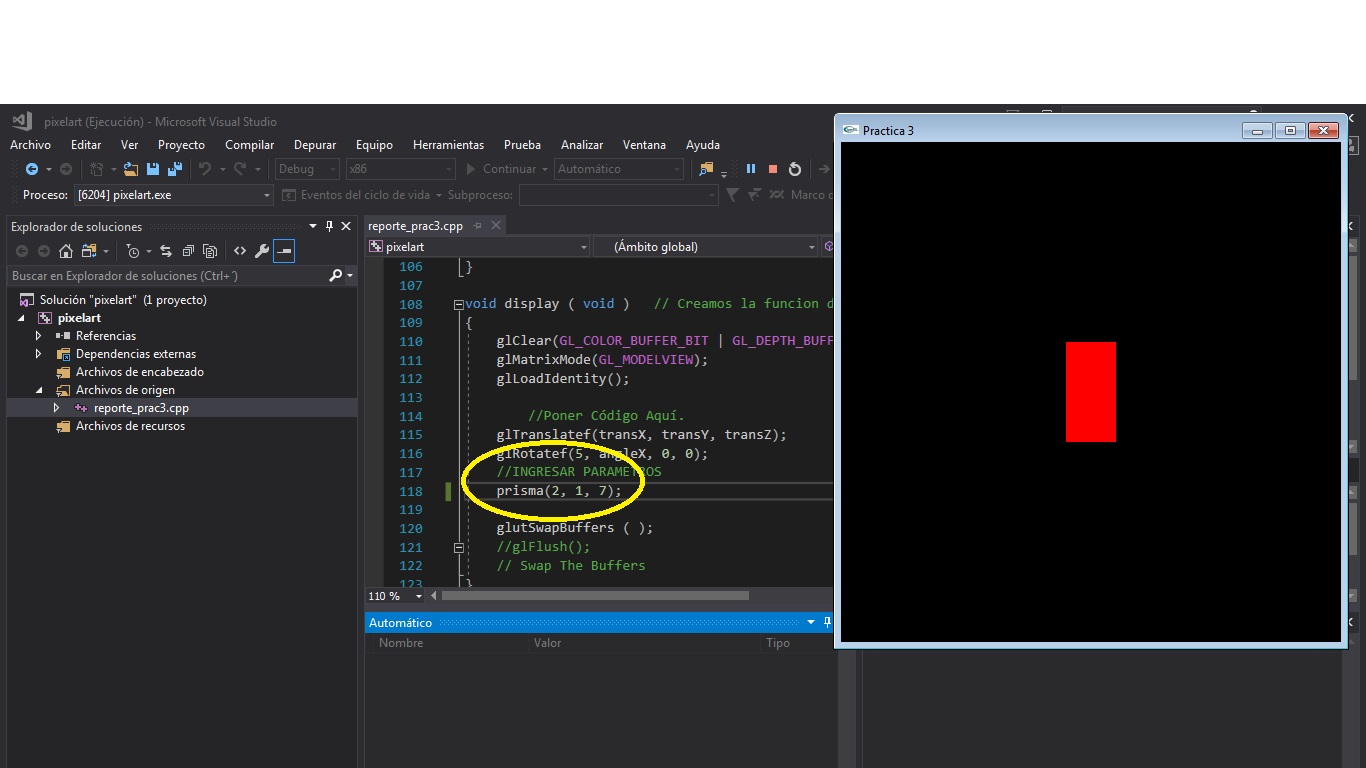 pixelart (Ejecución) - Microsoft Visual Studio
Archivo Editar Ver Proyecto Compilar Depurar Equipo Herramientas Prueba Analizar Ventana Ayuda
Debug x86 Continuar Automático
Proceso: [6204] pixelart.exe Eventos del ciclo de vida Subproceso: Marco
Explorador de soluciones
Buscar en Explorador de soluciones (Ctrl+´)
Solución "pixelart" (1 proyecto)
pixelart
Referencias
Dependencias externas
Archivos de encabezado
Archivos de origen
reporte_prac3.cpp
Archivos de recursos
reporte_prac3.cpp
pixelart (Ámbito global)
106 }
107
108 void display ( void ) // Creamos la funcion d
109 {
110 glClear(GL_COLOR_BUFFER_BIT | GL_DEPTH_BUFF
111 glMatrixMode(GL_MODELVIEW);
112 glLoadIdentity();
113
114 //Poner Código Aquí.
115 glTranslatef(transX, transY, transZ);
116 glRotatef(5, angleX, 0, 0);
117 //INGRESAR PARAMETROS
118 prisma(2, 1, 7);
119
120 glutSwapBuffers ( );
121 //glFlush();
122 // Swap The Buffers
123 }
110 %
Automático
Nombre Valor Tipo
Practica 3